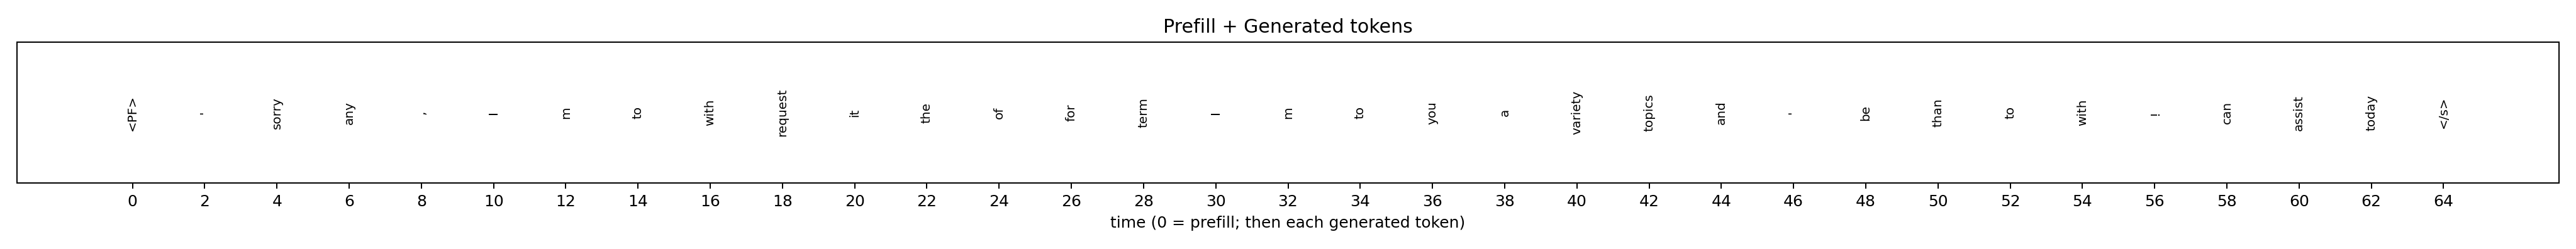 Prefill + Generated tokens
<PF> ' sorry any , I m to with request it the of for term I m to you a variety topics and - be than to with ! can assist today </s>
0 2 4 6 8 10 12 14 16 18 20 22 24 26 28 30 32 34 36 38 40 42 44 46 48 50 52 54 56 58 60 62 64
time (0 = prefill; then each generated token)